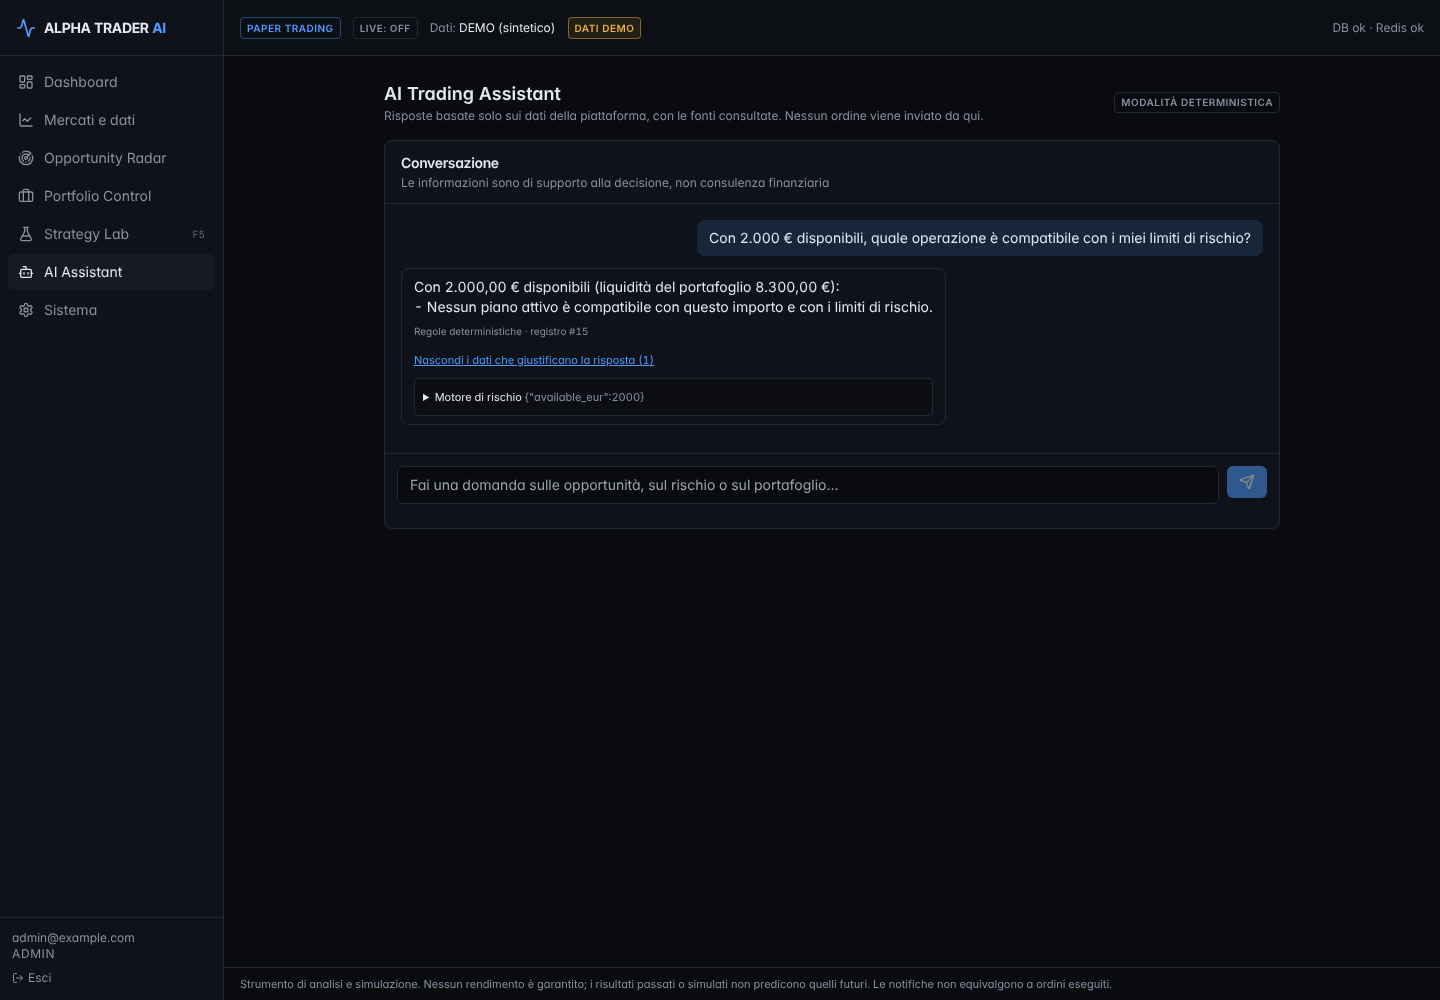 ALPHA TRADER AI
PAPER TRADING
LIVE: OFF
Dati: DEMO (sintetico)
DATI DEMO
DB ok · Redis ok
Dashboard
Mercati e dati
Opportunity Radar
Portfolio Control
Strategy Lab F5
AI Assistant
Sistema
AI Trading Assistant
Risposte basate solo sui dati della piattaforma, con le fonti consultate. Nessun ordine viene inviato da qui.
MODALITÀ DETERMINISTICA
Conversazione
Le informazioni sono di supporto alla decisione, non consulenza finanziaria
Con 2.000 € disponibili, quale operazione è compatibile con i miei limiti di rischio?
Con 2.000,00 € disponibili (liquidità del portafoglio 8.300,00 €):
- Nessun piano attivo è compatibile con questo importo e con i limiti di rischio.
Regole deterministiche · registro #15
Nascondi i dati che giustificano la risposta (1)
Motore di rischio {"available_eur":2000}
Fai una domanda sulle opportunità, sul rischio o sul portafoglio...
admin@example.com
ADMIN
Esci
Strumento di analisi e simulazione. Nessun rendimento è garantito; i risultati passati o simulati non predicono quelli futuri. Le notifiche non equivalgono a ordini eseguiti.